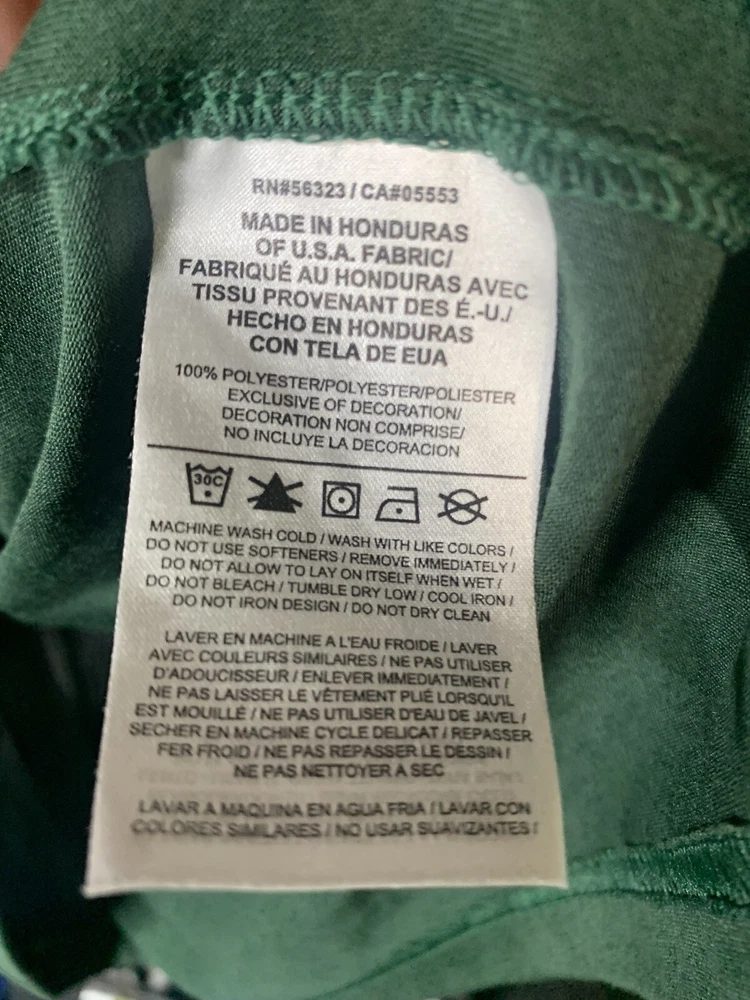 RN#56323 / CA#05553
MADE IN HONDURAS
OF U.S.A. FABRIC/
FABRIQUÉ AU HONDURAS AVEC
TISSU PROVENANT DES É.-U./
HECHO EN HONDURAS
CON TELA DE EUA
100% POLYESTER/POLYESTER/POLIESTER
EXCLUSIVE OF DECORATION/
DECORATION NON COMPRISE/
NO INCLUYE LA DECORACION
30C
MACHINE WASH COLD / WASH WITH LIKE COLORS /
DO NOT USE SOFTENERS / REMOVE IMMEDIATELY /
DO NOT ALLOW TO LAY ON ITSELF WHEN WET /
DO NOT BLEACH / TUMBLE DRY LOW / COOL IRON /
DO NOT IRON DESIGN / DO NOT DRY CLEAN
LAVER EN MACHINE A L'EAU FROIDE / LAVER
AVEC COULEURS SIMILAIRES / NE PAS UTILISER
D'ADOUCISSEUR / ENLEVER IMMEDIATEMENT /
NE PAS LAISSER LE VÊTEMENT PLIÉ LORSQU'IL
EST MOUILLÉ / NE PAS UTILISER D'EAU DE JAVEL /
SECHER EN MACHINE CYCLE DELICAT / REPASSER
FER FROID / NE PAS REPASSER LE DESSIN /
NE PAS NETTOYER A SEC
LAVAR A MAQUINA EN AGUA FRIA / LAVAR CON
COLORES SIMILARES / NO USAR SUAVIZANTES /